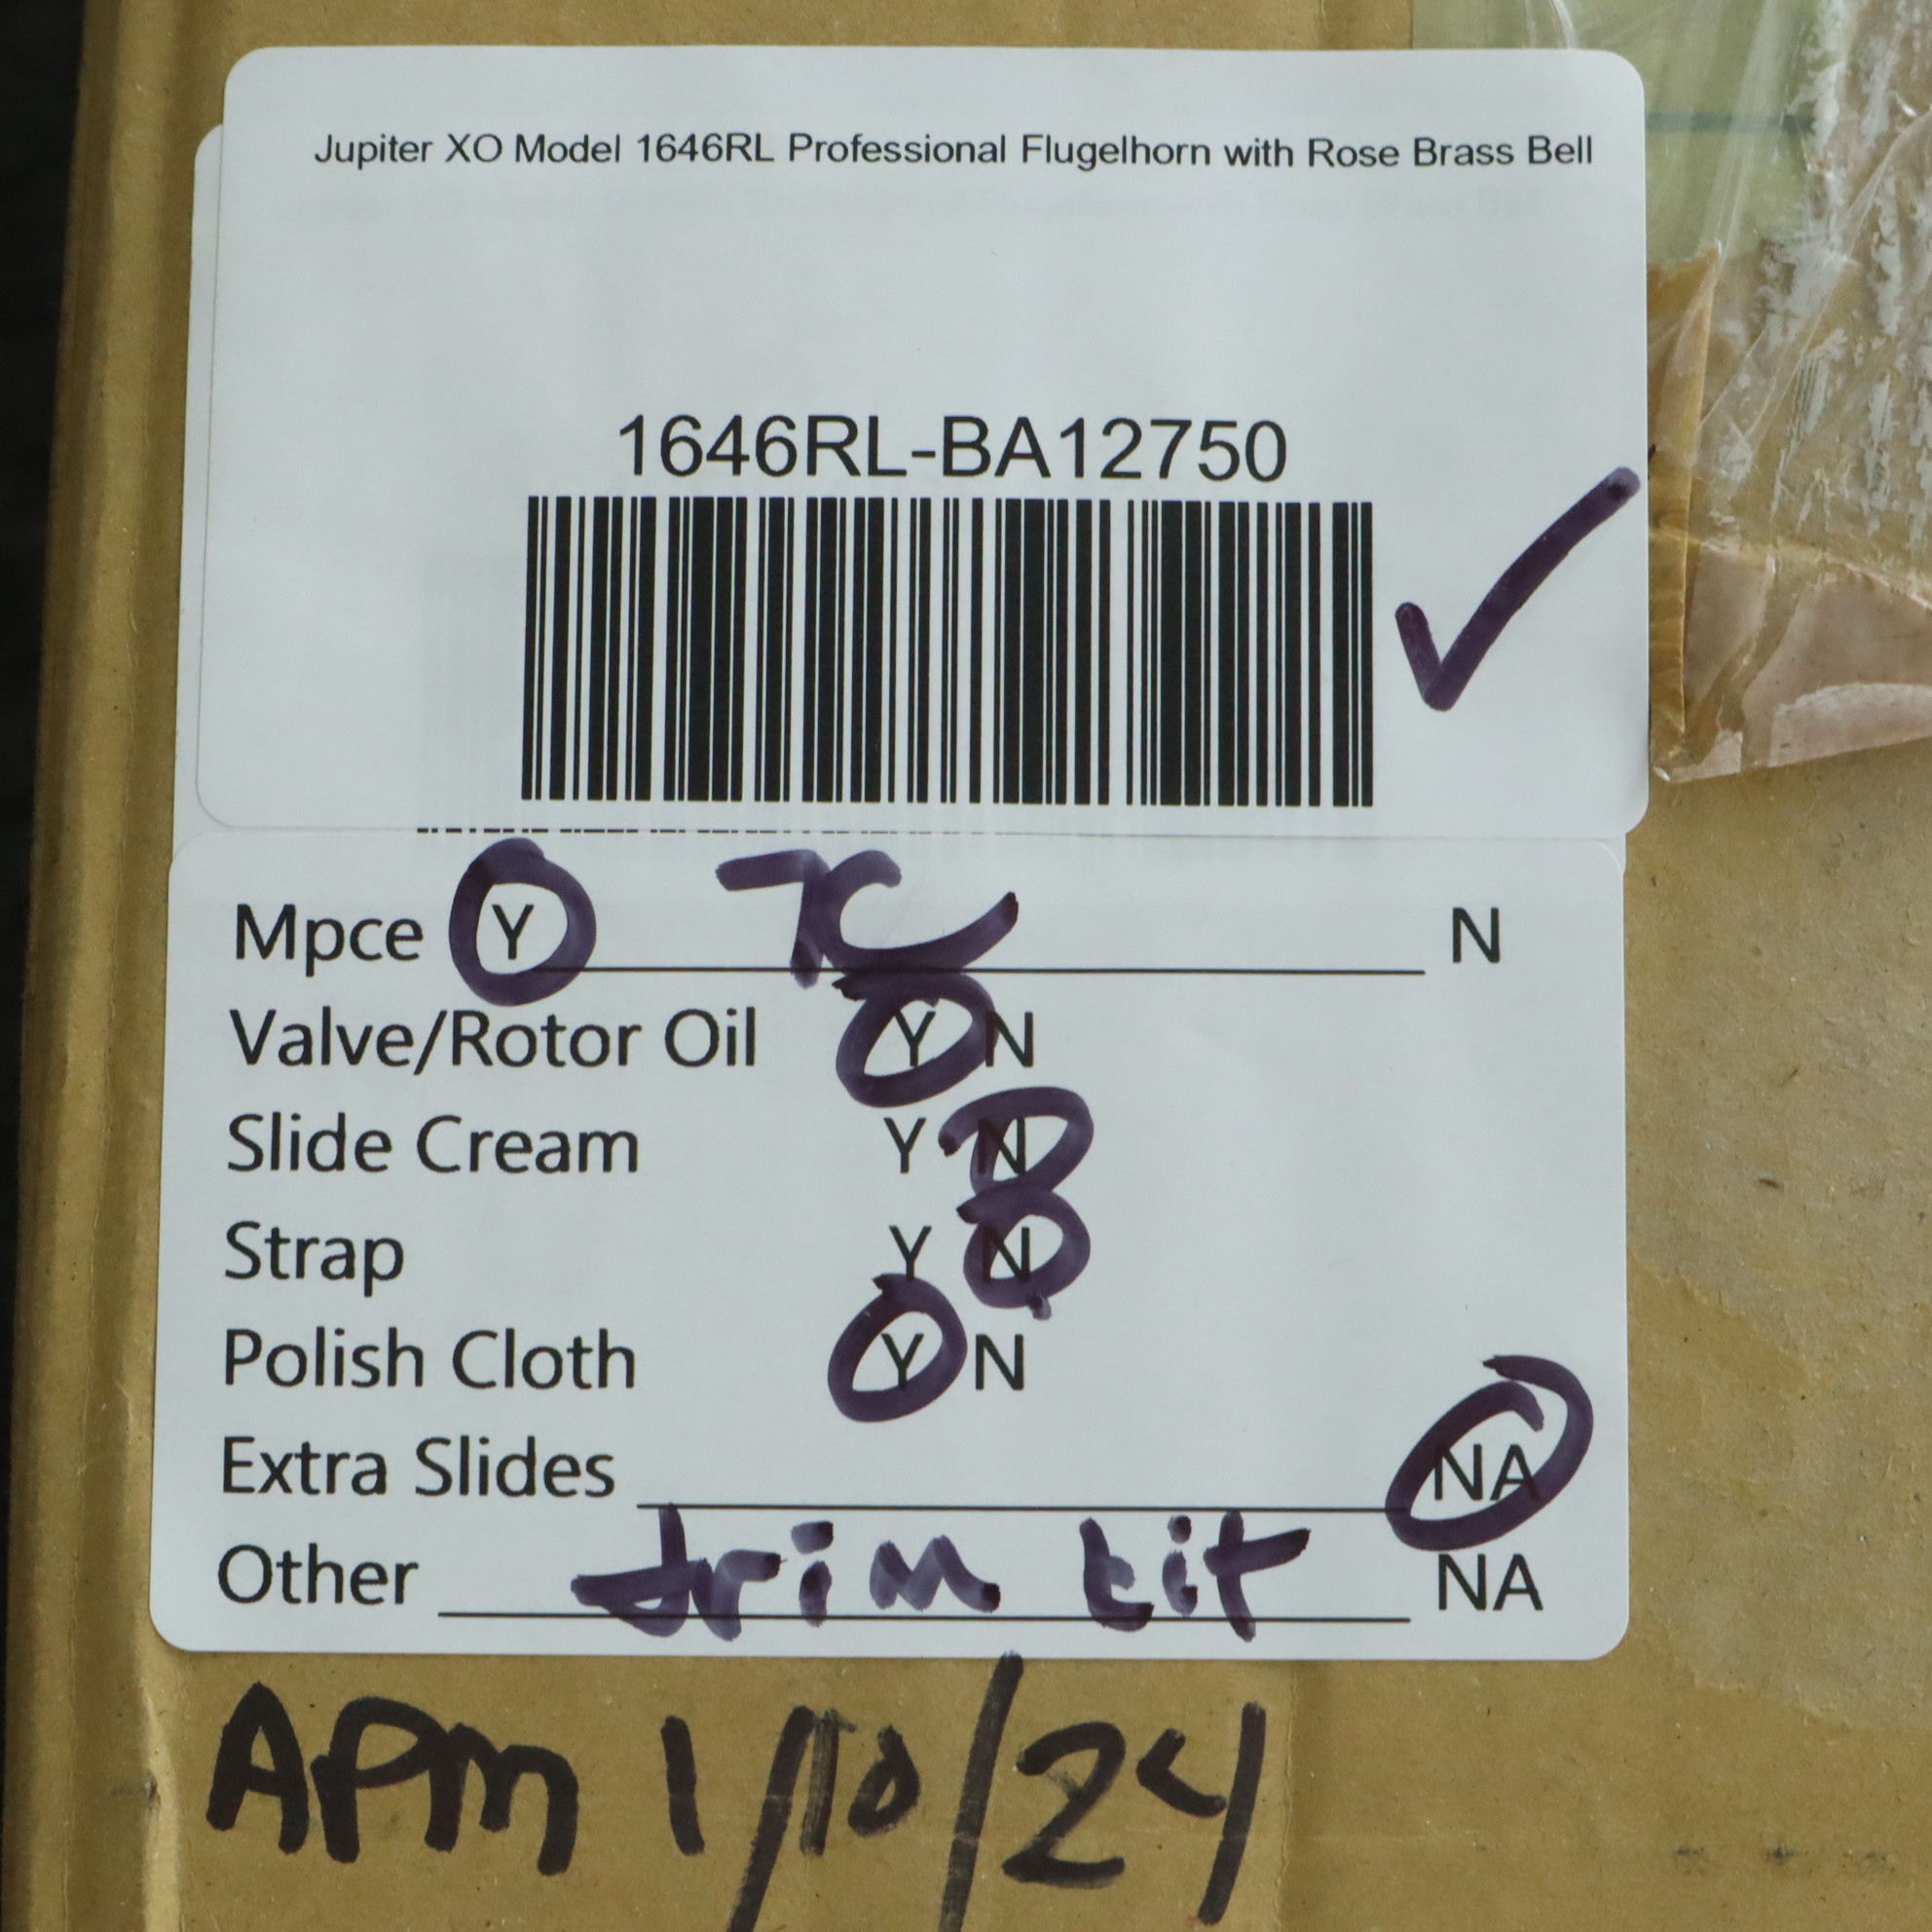 Jupiter XO Model 1646RL Professional Flugelhorn with Rose Brass Bell
1646RL-BA12750
Mpce Y 7C N
Valve/Rotor Oil Y N
Slide Cream Y N
Strap Y N
Polish Cloth Y N
Extra Slides NA
Other trim kit NA
APM 1/10/24